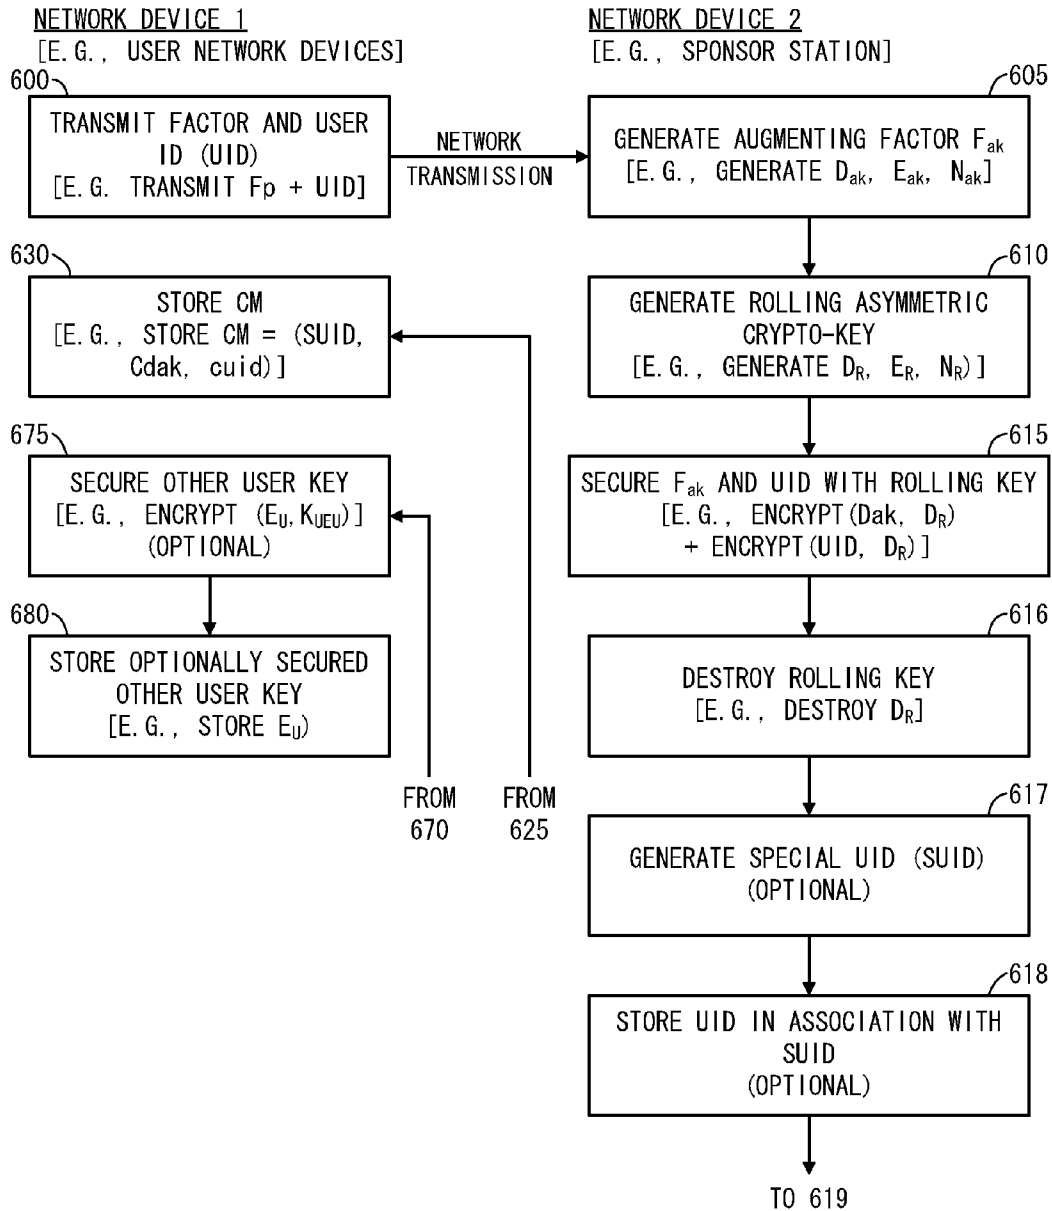 NETWORK DEVICE 1
[E.G., USER NETWORK DEVICES]
600
TRANSMIT FACTOR AND USER
ID (UID)
[E.G. TRANSMIT Fp + UID]
NETWORK
TRANSMISSION
630
STORE CM
[E.G., STORE CM = (SUID,
Cdak, cuid)]
675
SECURE OTHER USER KEY
[E.G., ENCRYPT (EU, KUEU)]
(OPTIONAL)
680
STORE OPTIONALLY SECURED
OTHER USER KEY
[E.G., STORE EU)
FROM
670
FROM
625
NETWORK DEVICE 2
[E.G., SPONSOR STATION]
605
GENERATE AUGMENTING FACTOR Fak
[E.G., GENERATE Dak, Eak, Nak]
610
GENERATE ROLLING ASYMMETRIC
CRYPTO-KEY
[E.G., GENERATE DR, ER, NR)]
615
SECURE Fak AND UID WITH ROLLING KEY
[E.G., ENCRYPT(Dak, DR)
+ ENCRYPT(UID, DR)]
616
DESTROY ROLLING KEY
[E.G., DESTROY DR]
617
GENERATE SPECIAL UID (SUID)
(OPTIONAL)
618
STORE UID IN ASSOCIATION WITH
SUID
(OPTIONAL)
TO 619